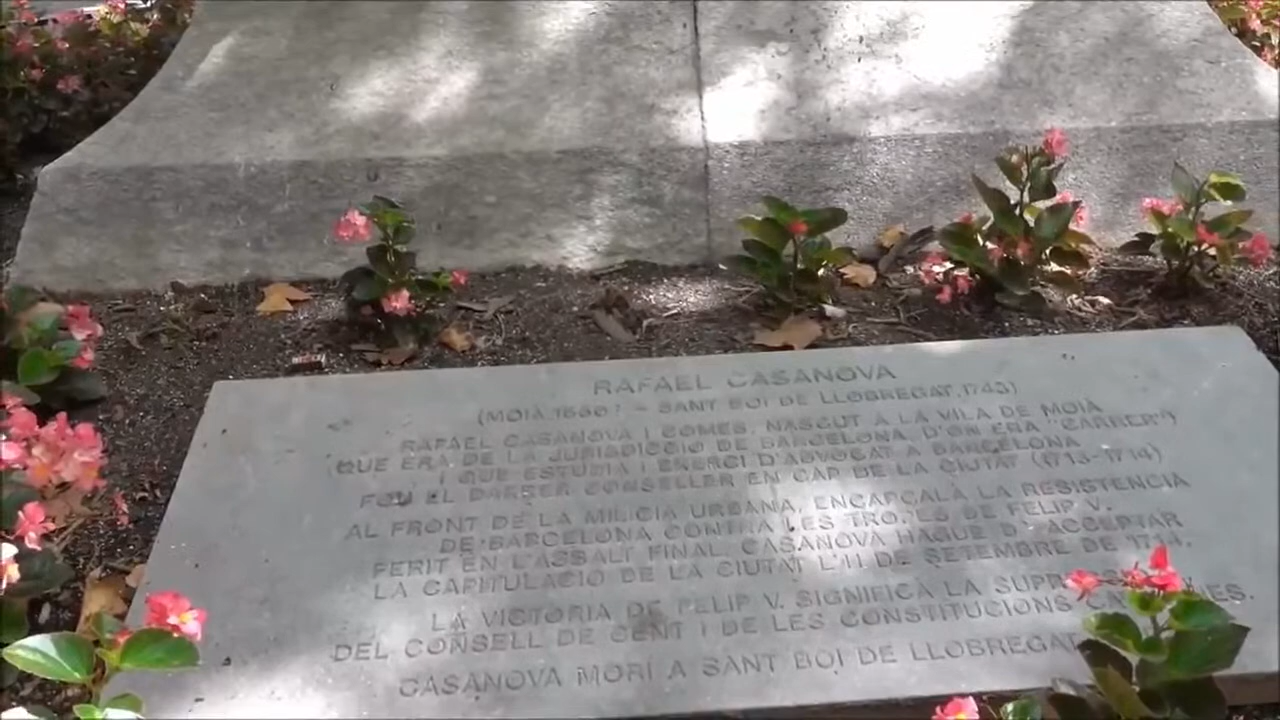 RAFAEL CASANOVA
(MOIÀ, 1660? – SANT BOI DE LLOBREGAT, 1743)
RAFAEL CASANOVA I COMES, NASCUT A LA VILA DE MOIÀ
(QUE ERA DE LA JURISDICCIÓ DE BARCELONA, D'ON ERA "CARRER")
I QUE ESTUDIÀ I EXERCÍ D'ADVOCAT A BARCELONA
FOU EL DARRER CONSELLER EN CAP DE LA CIUTAT (1713-1714)
AL FRONT DE LA MILÍCIA URBANA, ENCAPÇALÀ LA RESISTÈNCIA
DE BARCELONA CONTRA LES TROPES DE FELIP V.
FERIT EN L'ASSALT FINAL, CASANOVA HAGUÉ D'ACCEPTAR
LA CAPITULACIÓ DE LA CIUTAT L'11 DE SETEMBRE DE 1714.
LA VICTÒRIA DE FELIP V. SIGNIFICÀ LA
DEL CONSELL DE CENT I DE LES CONSTITUCIONS
CASANOVA MORÍ A SANT BOI DE LLOBREGAT